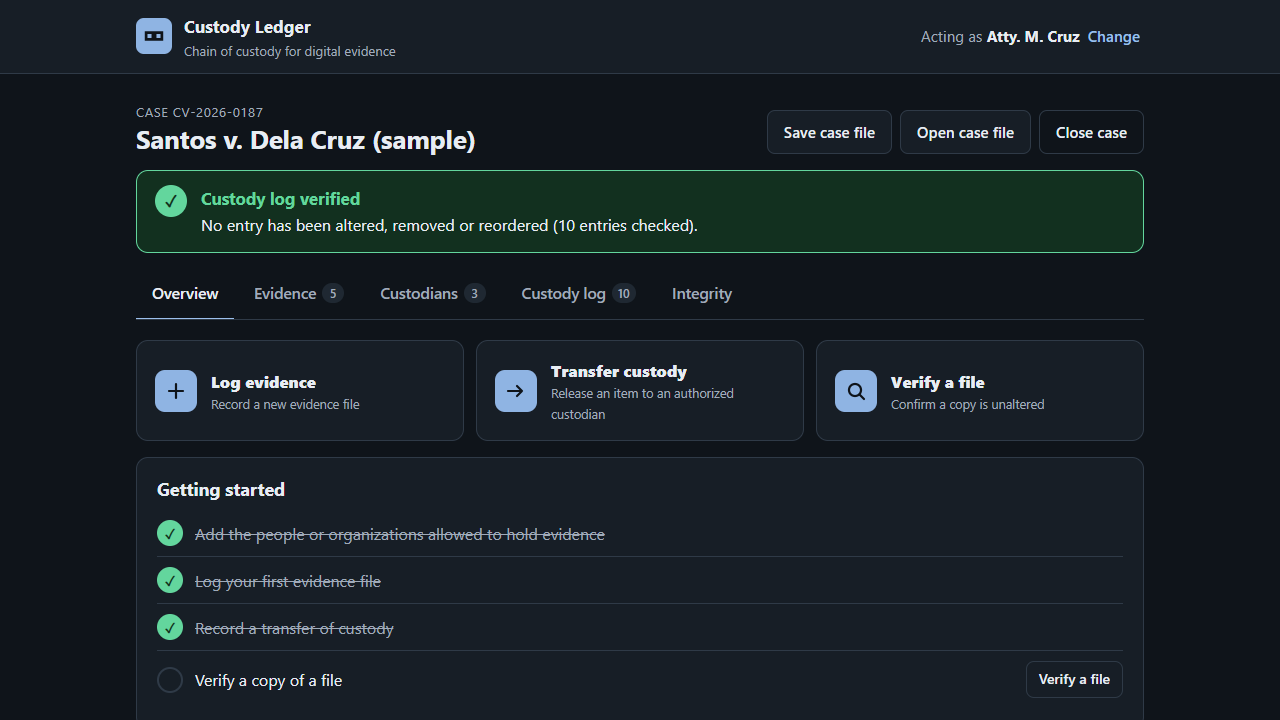 Custody Ledger
Chain of custody for digital evidence
Acting as Atty. M. Cruz Change
CASE CV-2026-0187
Santos v. Dela Cruz (sample)
Save case file
Open case file
Close case
Custody log verified
No entry has been altered, removed or reordered (10 entries checked).
Overview
Evidence 5
Custodians 3
Custody log 10
Integrity
Log evidence
Record a new evidence file
Transfer custody
Release an item to an authorized
custodian
Verify a file
Confirm a copy is unaltered
Getting started
Add the people or organizations allowed to hold evidence
Log your first evidence file
Record a transfer of custody
Verify a copy of a file
Verify a file